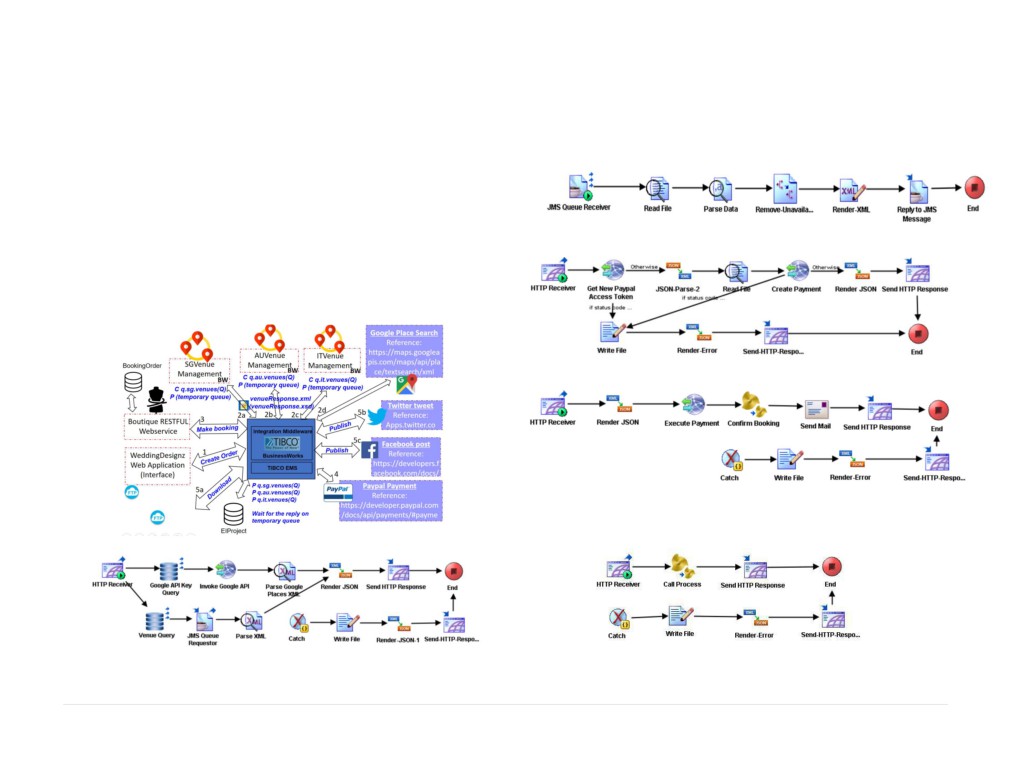 JMS Queue Receiver
Read File
Parse Data
Remove-Unavaila...
Render-XML
Reply to JMS
Message
End
HTTP Receiver
Get New Paypal
Access Token
Otherwise
JSON-Parse-2
Read File
Create Payment
Otherwise
Render JSON
Send HTTP Response
if status code ...
if status code ...
Write File
Render-Error
Send-HTTP-Respo...
End
BookingOrder
SGVenue
Management
BW
AUVenue
Management
BW
ITVenue
Management
BW
Google Place Search
Reference:
https://maps.googlea
pis.com/maps/api/pla
ce/textsearch/xml
C q.sg.venues(Q)
P (temporary queue)
C q.au.venues(Q)
P (temporary queue)
C q.it.venues(Q)
P (temporary queue)
venueResponse.xml
(venueResponse.xsd)
2a
2b
2c
2d
Boutique RESTFUL
Webservice
3
Make booking
Integration Middleware
TIBCO
BusinessWorks
TIBCO EMS
5b
Publish
Twitter tweet
Reference:
Apps.twitter.co
WeddingDesignz
Web Application
(Interface)
1
Create Order
5c
Publish
Facebook post
Reference:
https://developers.f
acebook.com/docs/
5a
Download
4
PayPal
Paypal Payment
Reference:
https://developer.paypal.com
/docs/api/payments/#payme
FTP
FTP
P q.sg.venues(Q)
P q.au.venues(Q)
P q.it.venues(Q)
Wait for the reply on
temporary queue
EIProject
HTTP Receiver
Render JSON
Execute Payment
Confirm Booking
Send Mail
Send HTTP Response
End
Catch
Write File
Render-Error
Send-HTTP-Respo...
HTTP Receiver
Google API Key
Query
Invoke Google API
Parse Google
Places XML
Render JSON
Send HTTP Response
End
Venue Query
JMS Queue
Requestor
Parse XML
Catch
Write File
Render-JSON-1
Send-HTTP-Respo...
HTTP Receiver
Call Process
Send HTTP Response
End
Catch
Write File
Render-Error
Send-HTTP-Respo...